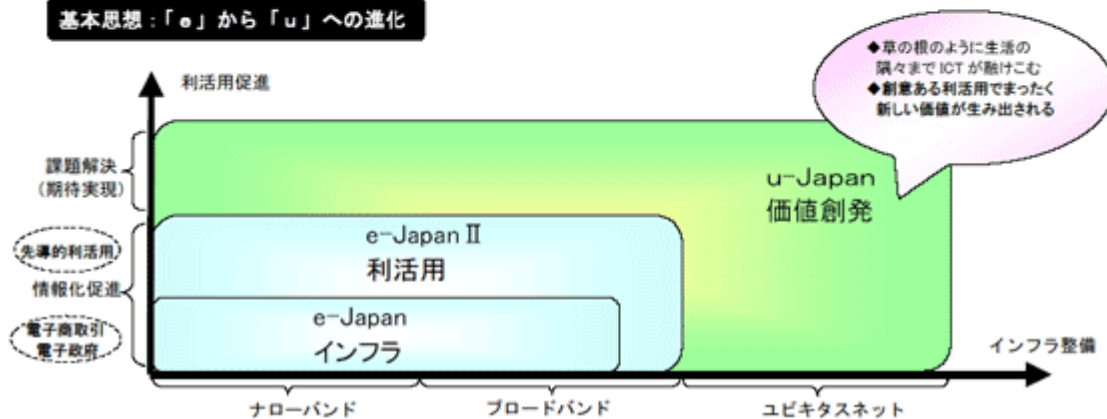 基本思想:「e」から「u」への進化
◆草の根のように生活の
隅々まで ICT が融けこむ
◆創意ある利活用でまったく
新しい価値が生み出される
利活用促進
課題解決
(期待実現)
u-Japan
価値創発
e-Japan Ⅱ
利活用
先導的利活用
情報化促進
e-Japan
インフラ
電子商取引
電子政府
インフラ整備
ナローバンド
ブロードバンド
ユビキタスネット